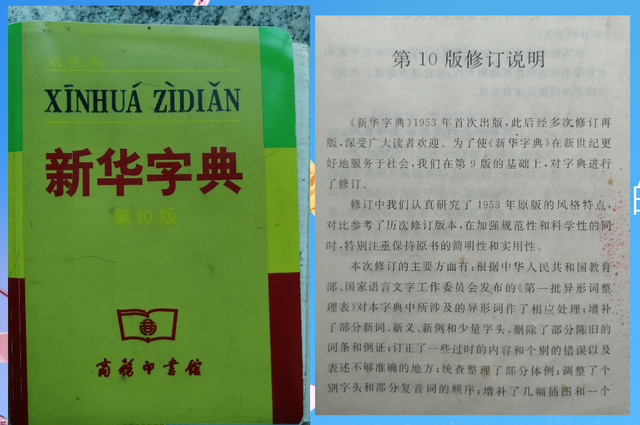 双色本
XĪNHUÁ ZÌDIǍN
新华字典
第10版
商务印书馆
第10版修订说明
《新华字典》1953年首次出版,此后经多次修订再
版,深受广大读者欢迎。为了使《新华字典》在新世纪更
好地服务于社会,我们在第9版的基础上,对字典进行
了修订。
修订中我们认真研究了1953年原版的风格特点,
对比参考了历次修订版本,在加强规范性和科学性的同
时,特别注重保持原书的简明性和实用性。
本次修订的主要方面有:根据中华人民共和国教育
部、国家语言文字工作委员会发布的《第一批异形词整
理表》对本字典中所涉及的异形词作了相应处理;增补
了部分新词、新义、新例和少量字头,删除了部分陈旧的
词条和例证;订正了一些过时的内容和个别的错误以及
表述不够准确的地方;统查整理了部分体例;调整了个
别字头和部分复音词的顺序;增补了几幅插图和一个
的